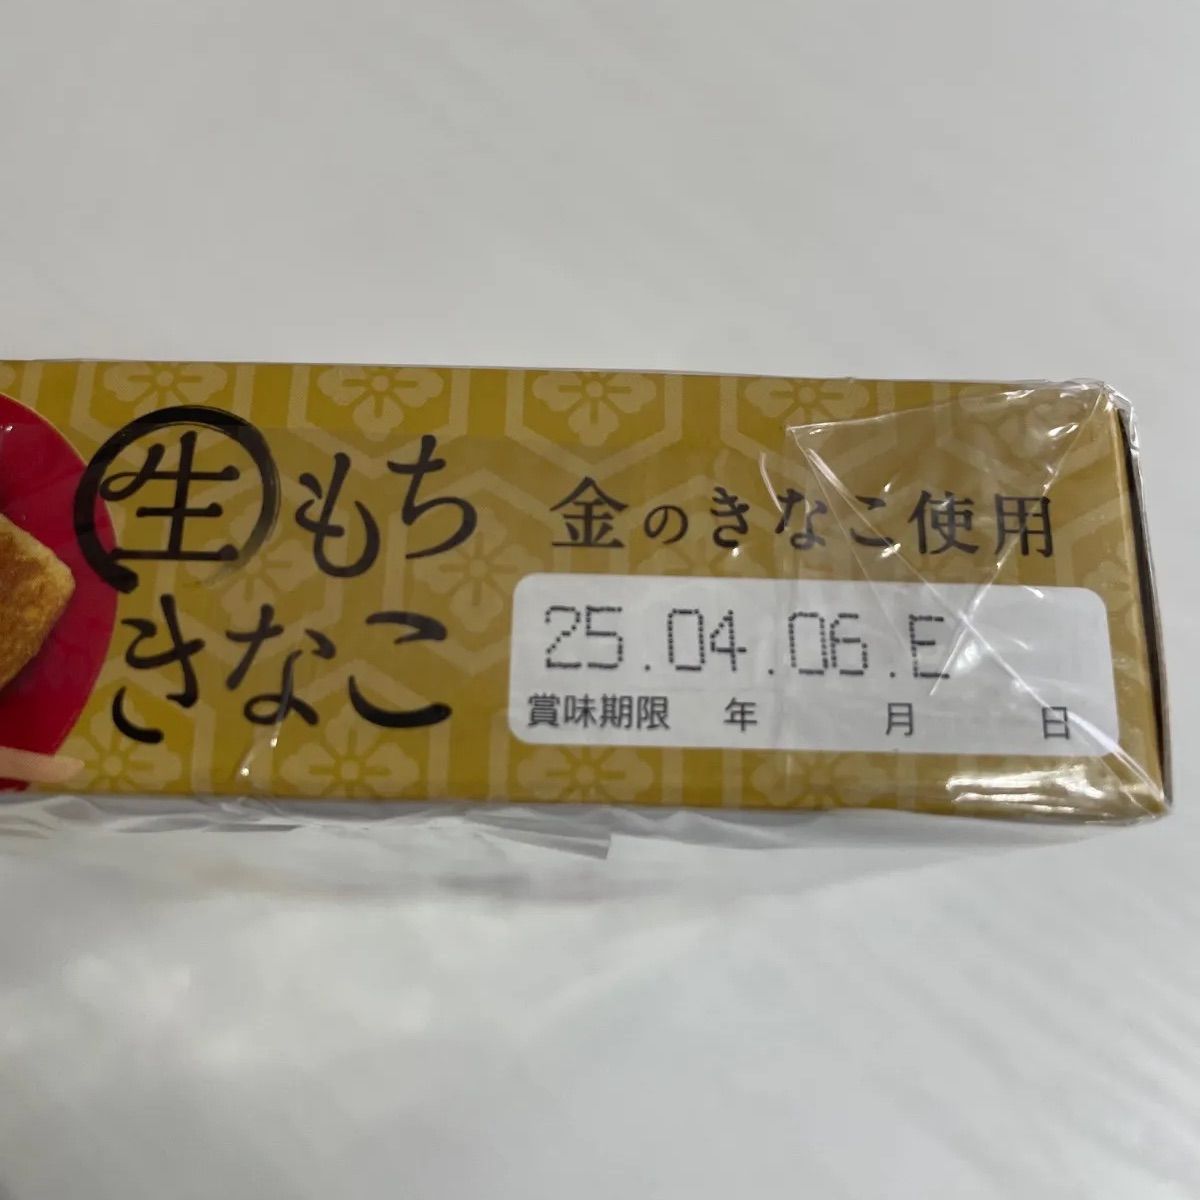 生もち
きなこ
金のきなこ使用
25.04.06.E
賞味期限 年 月 日